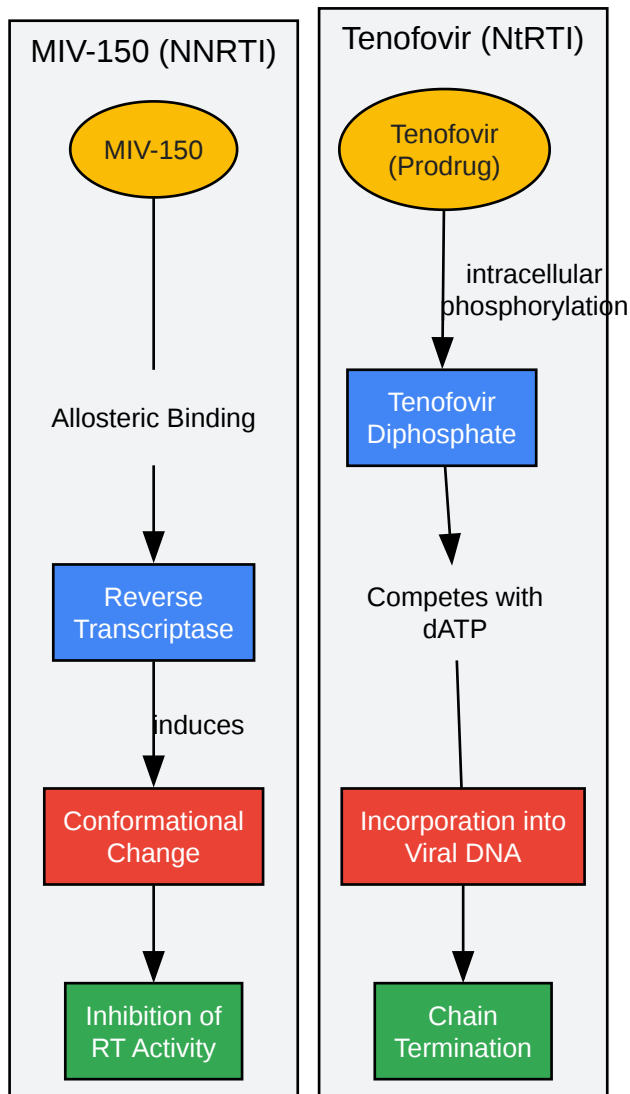 MIV-150 (NNRTI)
MIV-150
Allosteric Binding
Reverse
Transcriptase
induces
Conformational
Change
Inhibition of
RT Activity
Tenofovir (NtRTI)
Tenofovir
(Prodrug)
intracellular
phosphorylation
Tenofovir
Diphosphate
Competes with
dATP
Incorporation into
Viral DNA
Chain
Termination